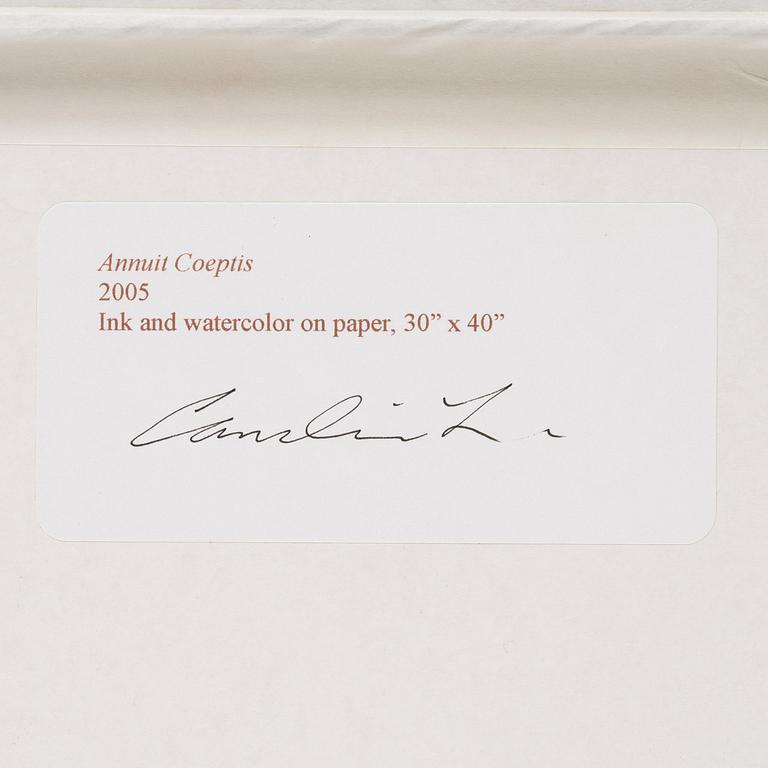 Annuit Coeptis
2005
Ink and watercolor on paper, 30” x 40”